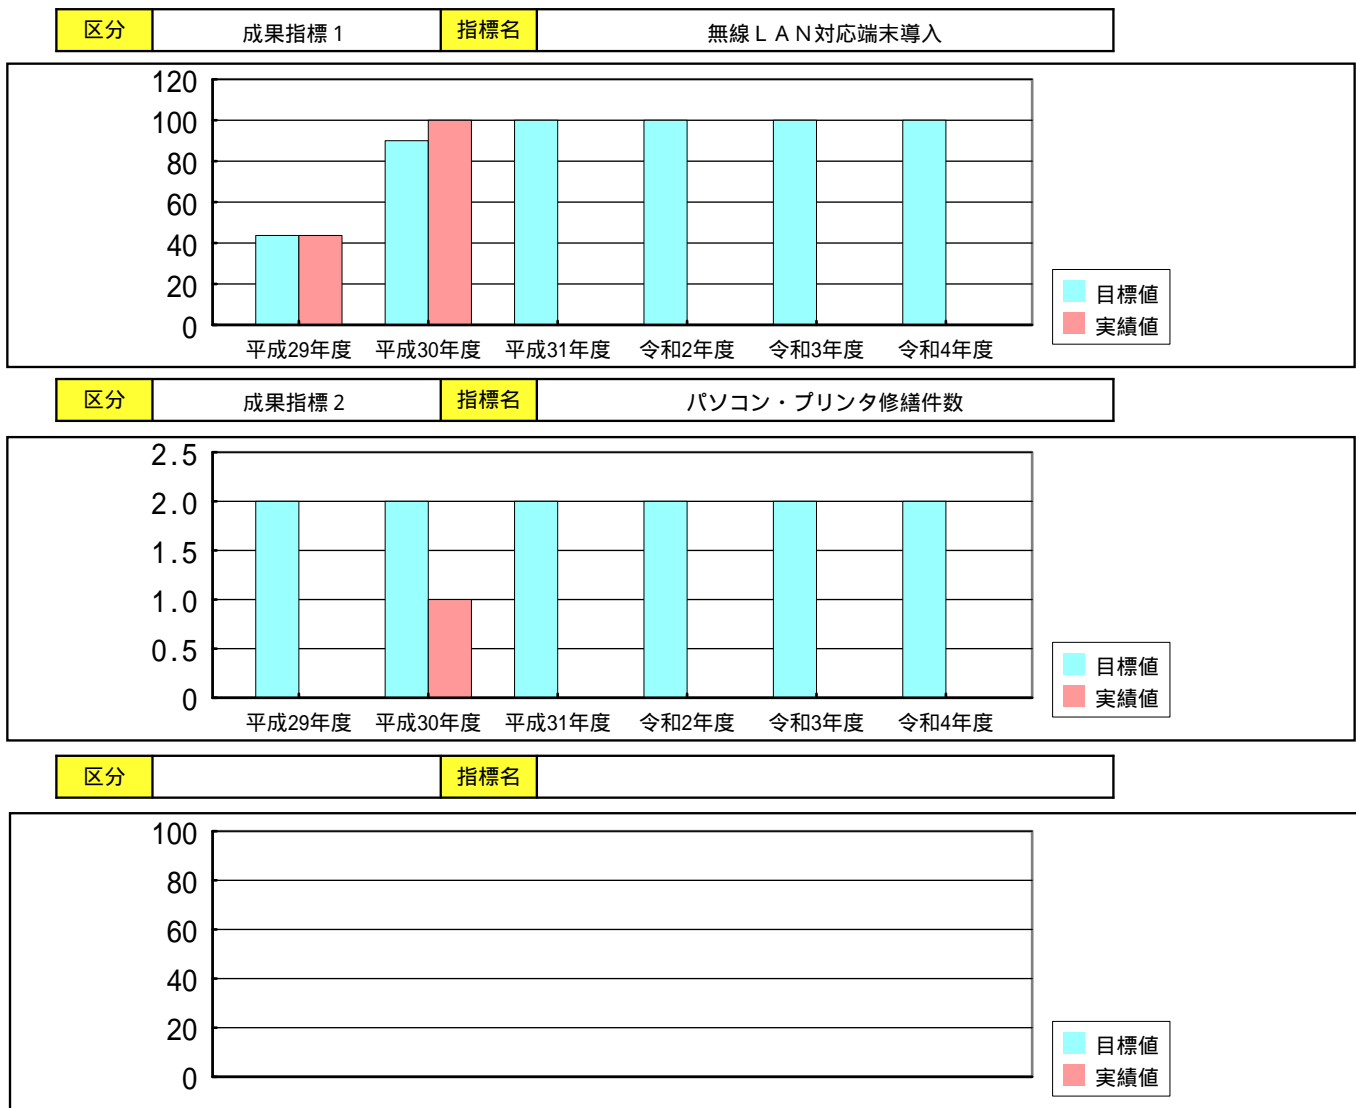 区分 成果指標１ 指標名 無線ＬＡＮ対応端末導入
120
100
80
60
40
20
0
平成29年度 平成30年度 平成31年度 令和2年度 令和3年度 令和4年度
目標値
実績値
区分 成果指標２ 指標名 パソコン・プリンタ修繕件数
2.5
2.0
1.5
1.0
0.5
0
平成29年度 平成30年度 平成31年度 令和2年度 令和3年度 令和4年度
目標値
実績値
区分 指標名
100
80
60
40
20
0
目標値
実績値